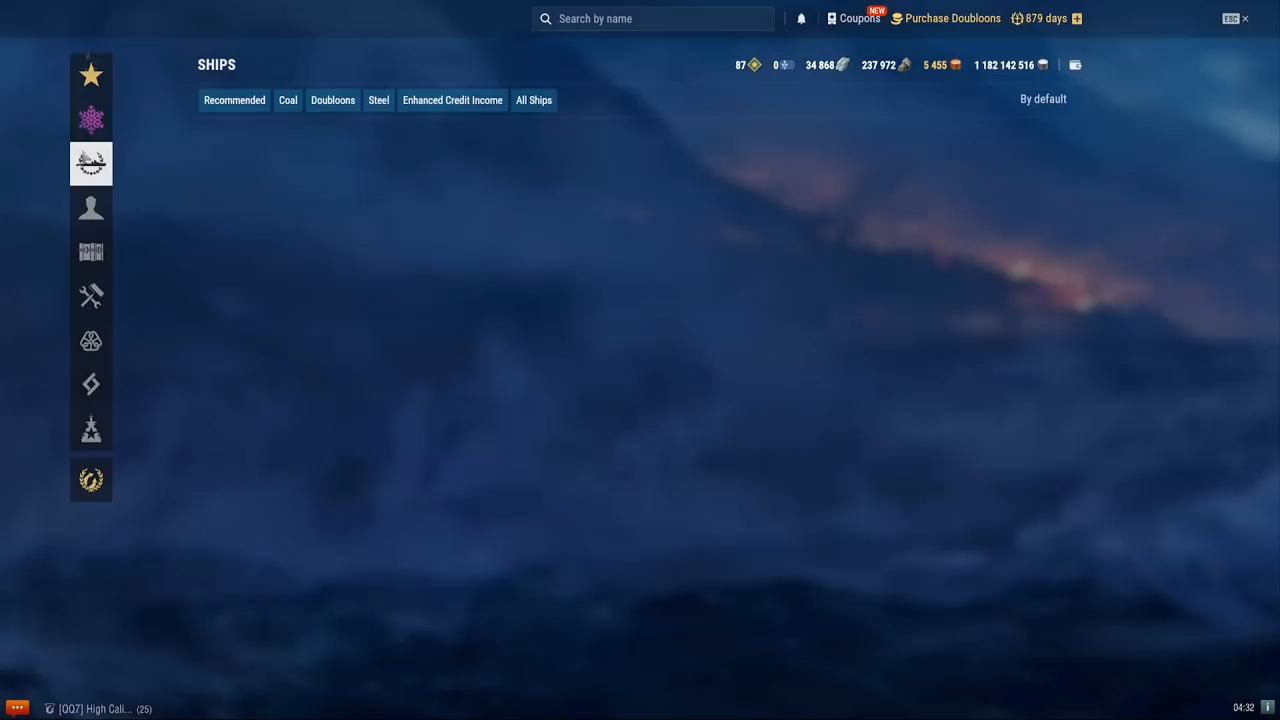 Search by name
Coupons NEW
Purchase Doubloons
879 days
ESC ×
SHIPS
87 0 34 868 237 972 5 455 1 182 142 516
Recommended Coal Doubloons Steel Enhanced Credit Income All Ships
By default
[QQ7] High Cali... (25)
04:32